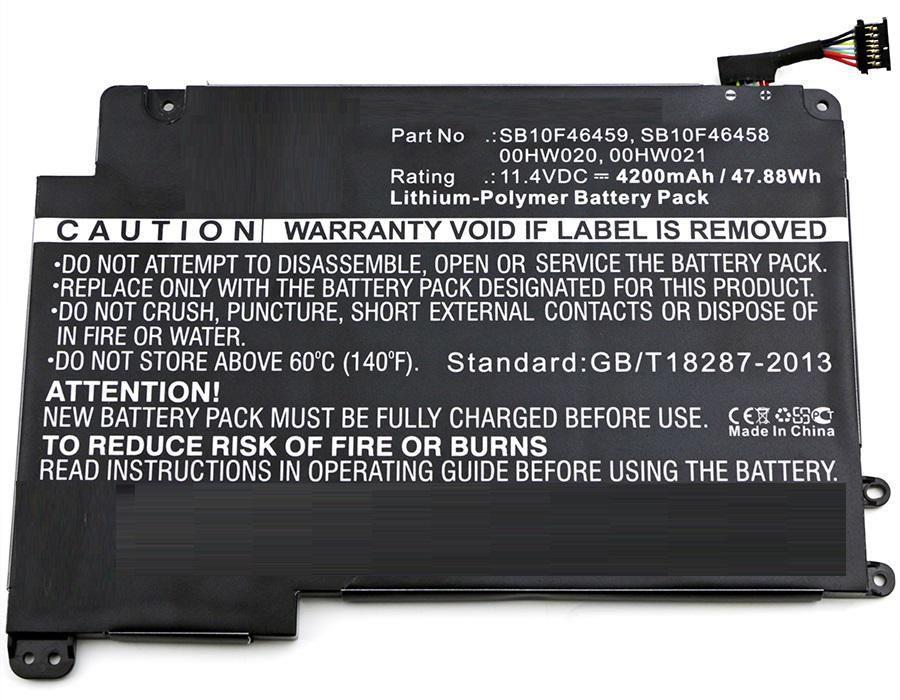 Part No .:SB10F46459, SB10F46458
00HW020, 00HW021
Rating .: 11.4VDC ⎓ 4200mAh / 47.88Wh
Lithium-Polymer Battery Pack
CAUTION WARRANTY VOID IF LABEL IS REMOVED
•DO NOT ATTEMPT TO DISASSEMBLE, OPEN OR SERVICE THE BATTERY PACK.
•REPLACE ONLY WITH THE BATTERY PACK DESIGNATED FOR THIS PRODUCT.
•DO NOT CRUSH, PUNCTURE, SHORT EXTERNAL CONTACTS OR DISPOSE OF
IN FIRE OR WATER.
•DO NOT STORE ABOVE 60°C (140°F). Standard:GB/T18287-2013
ATTENTION!
NEW BATTERY PACK MUST BE FULLY CHARGED BEFORE USE.
CE
Made In China
TO REDUCE RISK OF FIRE OR BURNS
READ INSTRUCTIONS IN OPERATING GUIDE BEFORE USING THE BATTERY.